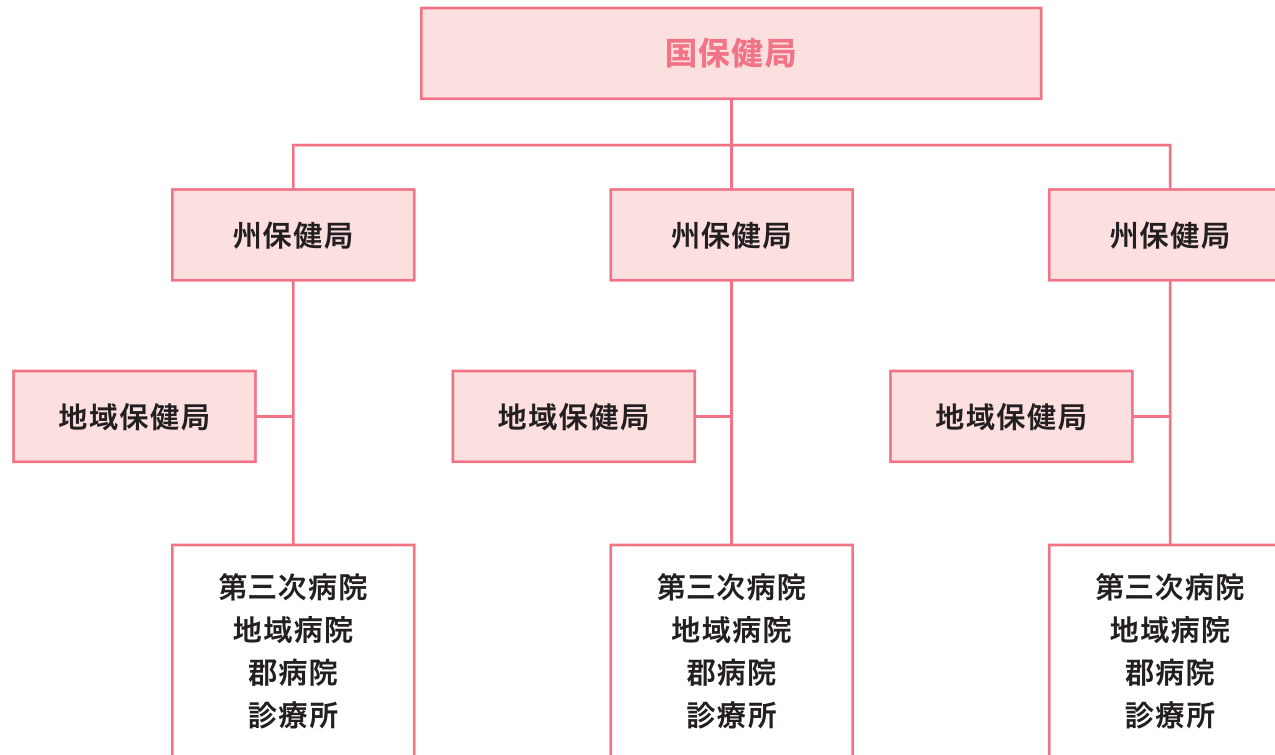 国保健局
州保健局
州保健局
州保健局
地域保健局
地域保健局
地域保健局
第三次病院
地域病院
郡病院
診療所
第三次病院
地域病院
郡病院
診療所
第三次病院
地域病院
郡病院
診療所